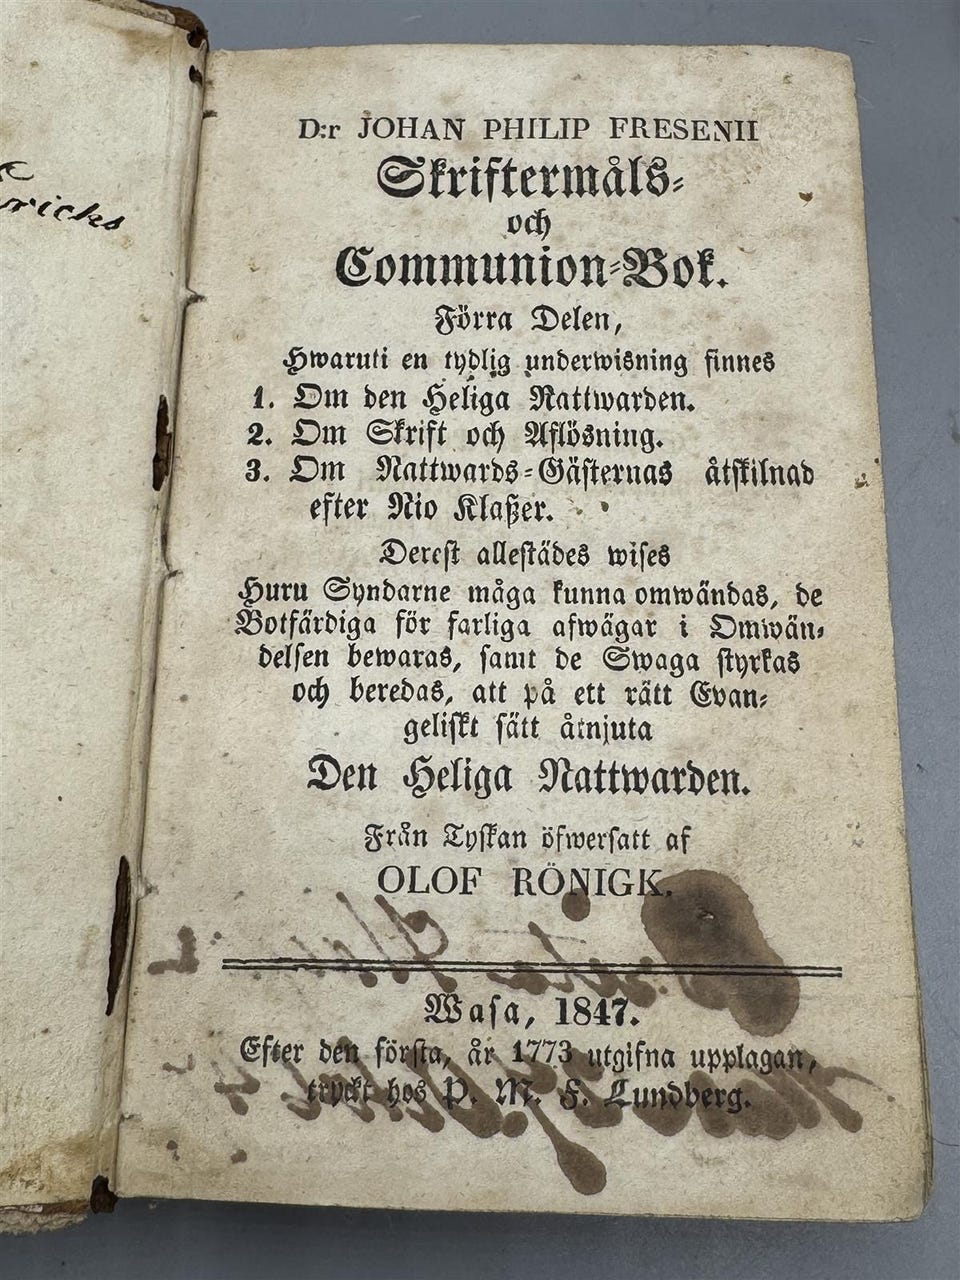 D:r JOHAN PHILIP FRESENII
Skriftermåls-
och
Communion-Bok.
Förra Delen,
Hwaruti en tydlig underwisning finnes
1. Om den Heliga Nattwarden.
2. Om Skrift och Aflösning.
3. Om Nattwards-Gästernas åtskilnad
efter Nio Klaßer.
Derest allestädes wises
Huru Syndarne måga kunna omwändas, de
Botfärdiga för farliga afwägar i Omwän-
delsen bewaras, samt de Swaga styrkas
och beredas, att på ett rätt Evan-
geliskt sätt åtnjuta
Den Heliga Nattwarden.
Från Tyskan öfwersatt af
OLOF RÖNIGK.
Wasa, 1847.
Efter den första, år 1773 utgifna upplagan,
tryckt hos P. M. F. Lundberg.